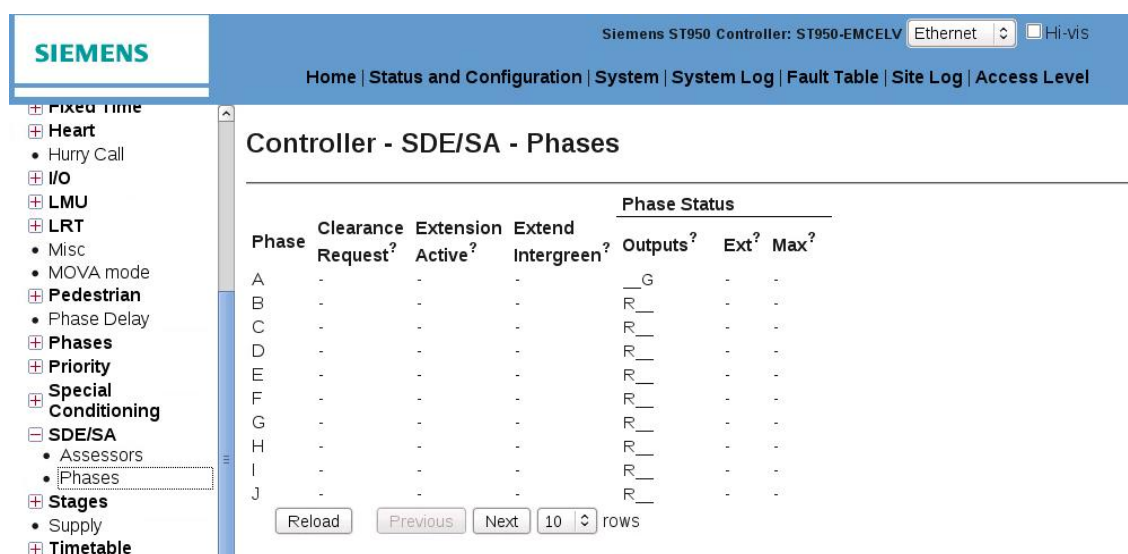 SIEMENS
Siemens ST950 Controller: ST950-EMCELV Ethernet Hi-vis
Home | Status and Configuration | System | System Log | Fault Table | Site Log | Access Level
Fixed Time
Heart
Hurry Call
I/O
LMU
LRT
Misc
MOVA mode
Pedestrian
Phase Delay
Phases
Priority
Special
Conditioning
SDE/SA
Assessors
Phases
Stages
Supply
Timetable
Controller - SDE/SA - Phases
Phase Status
Phase Clearance Request? Extension Active? Extend Intergreen? Outputs? Ext? Max?
A - - - __G - -
B - - - R__ - -
C - - - R__ - -
D - - - R__ - -
E - - - R__ - -
F - - - R__ - -
G - - - R__ - -
H - - - R__ - -
I - - - R__ - -
J - - - R__ - -
Reload Previous Next 10 rows